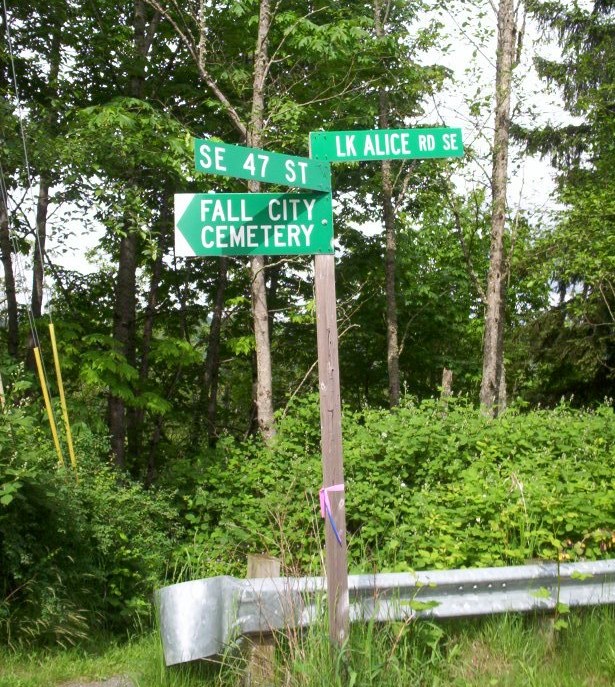 LK ALICE RD SE
SE 47 ST
FALL CITY
CEMETERY